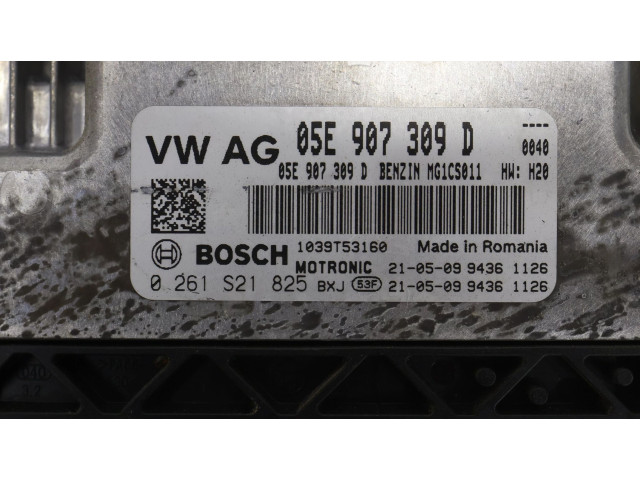 VW AG 05E 907 309 D ----
0040
05E 907 309 D BENZIN MG1CS011 HW: H20
BOSCH 1039T53160 Made in Romania
MOTRONIC 21-05-09 9436 1126
0 261 S21 825 BXJ 53F 21-05-09 9436 1126